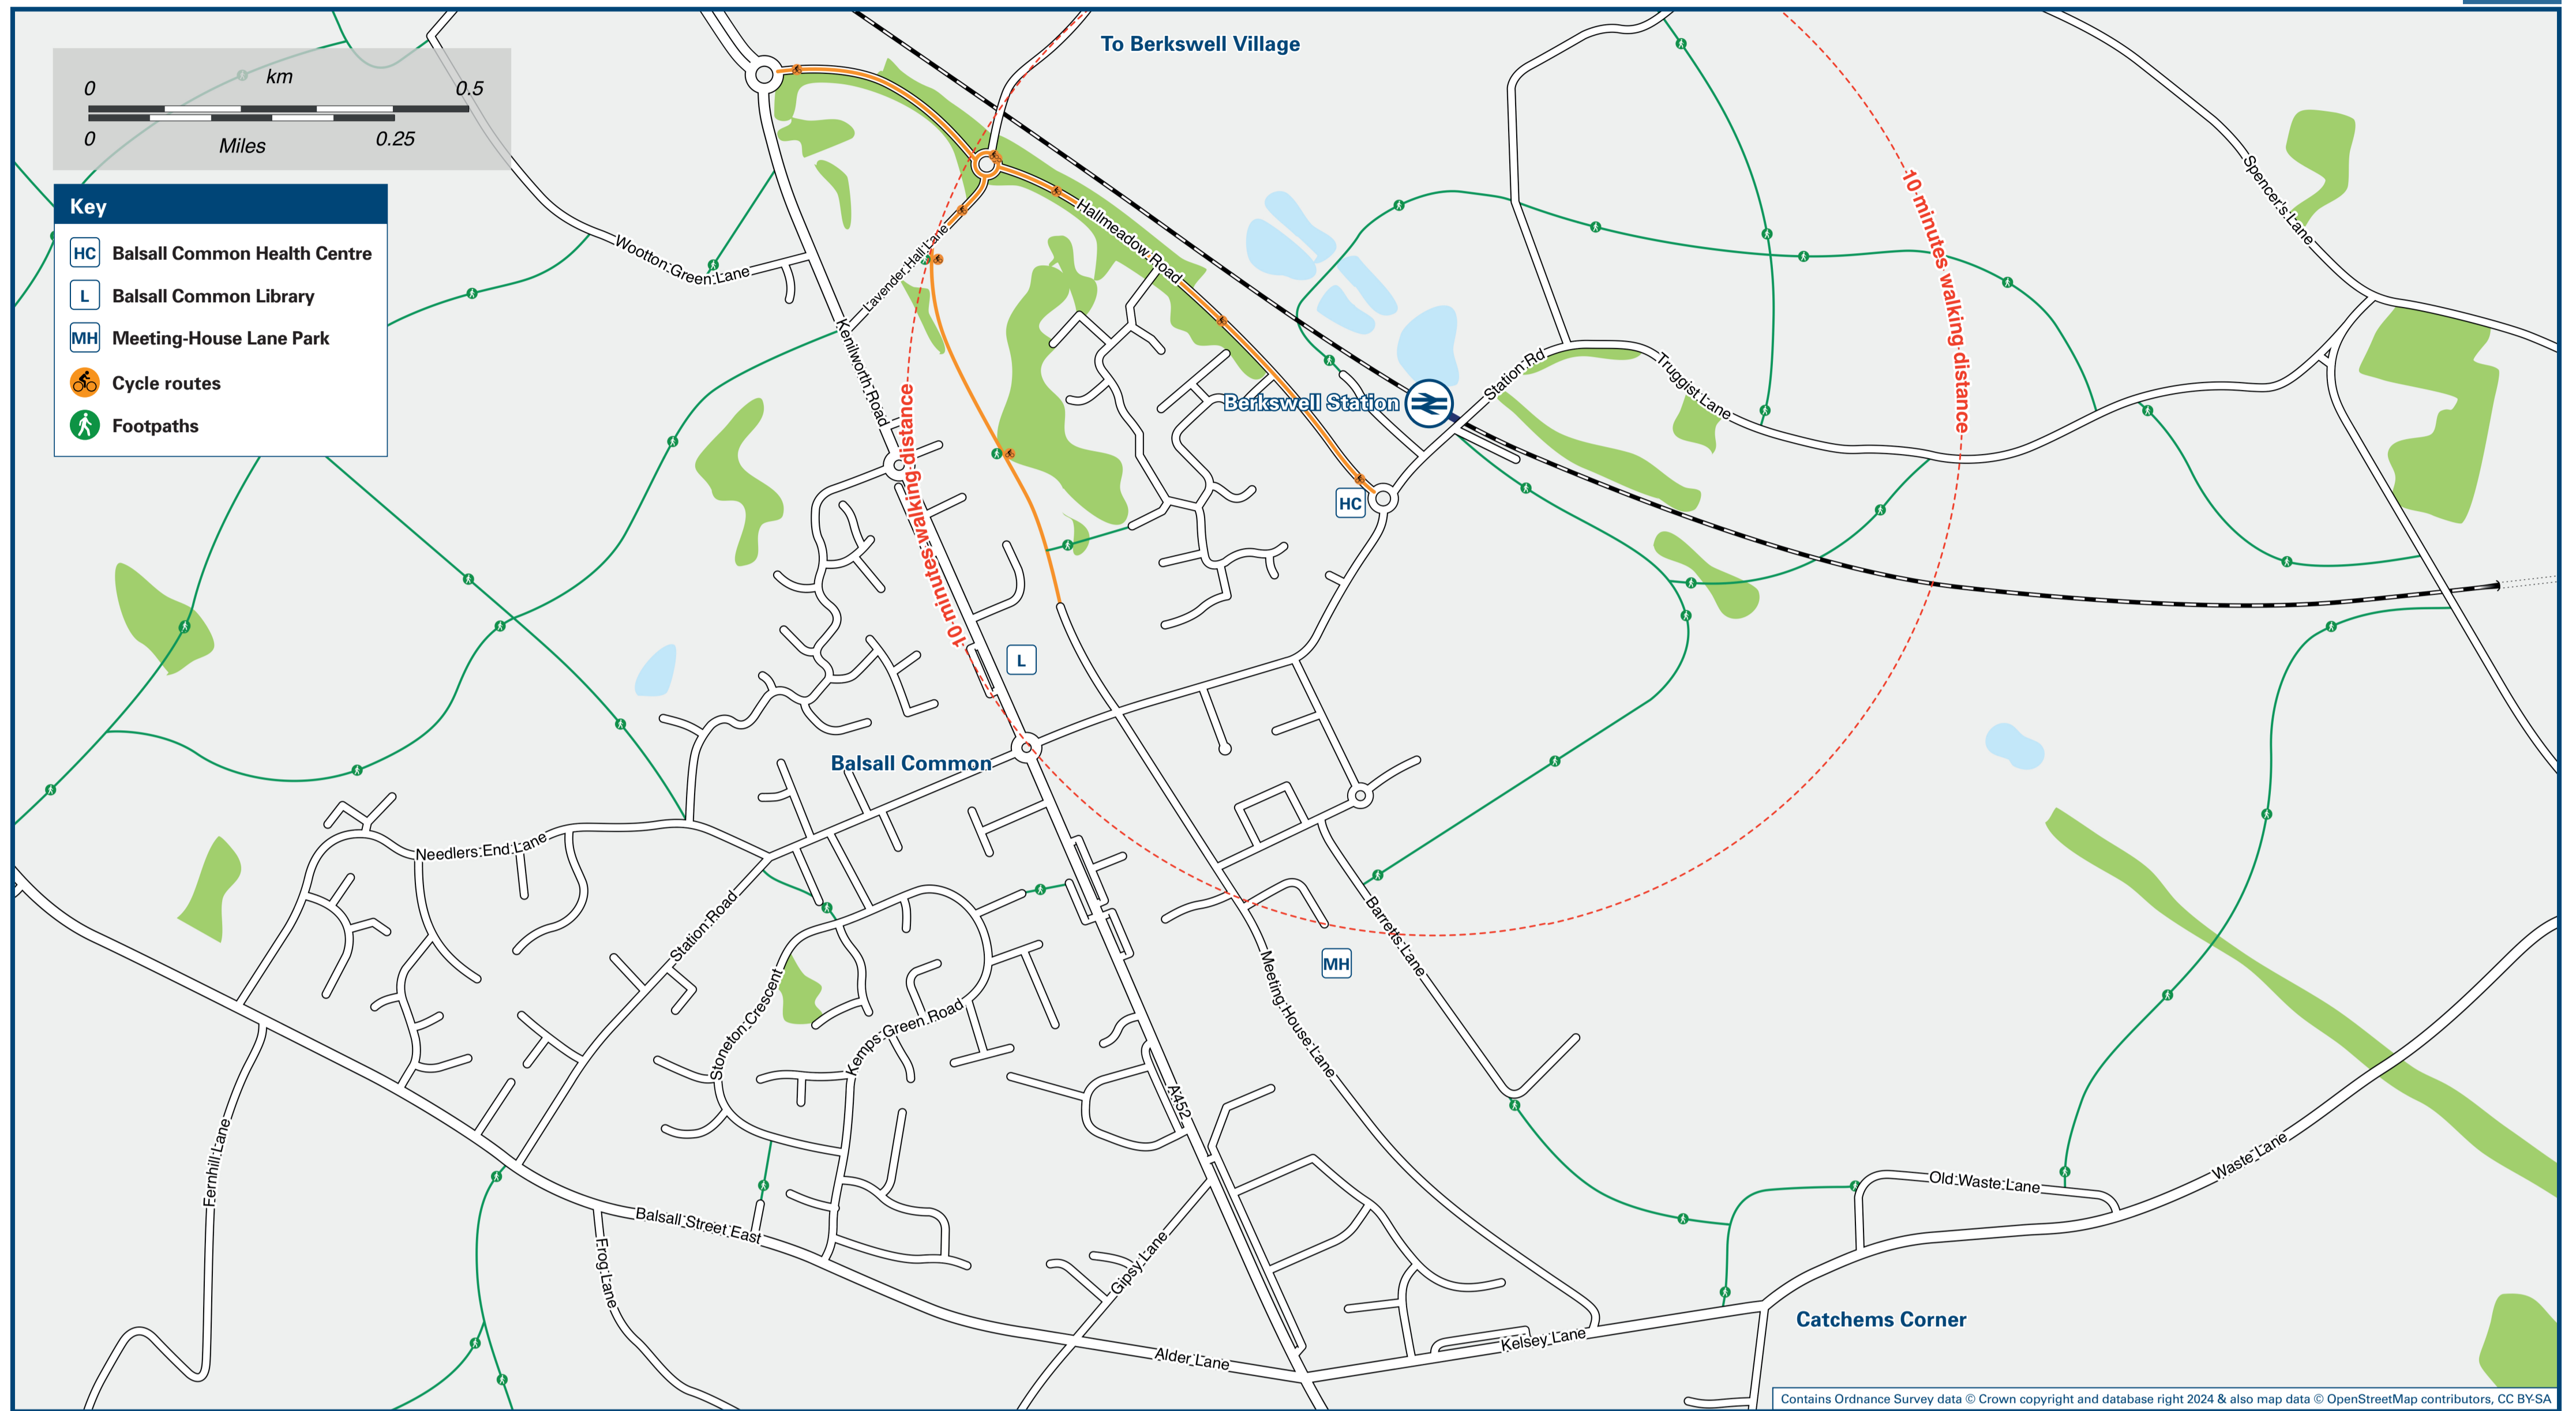 To Berkswell Village
km
0 0.5
0 0.25
Miles
Key
HC Balsall Common Health Centre
L Balsall Common Library
MH Meeting-House Lane Park
Cycle routes
Footpaths
Wootton Green Lane
Lavender Hall Lane
Hallmeadow Road
Kenilworth Road
10 minutes walking distance
10 minutes walking distance
Spencer's Lane
Station Rd
Truggist Lane
Berkswell Station
HC
L
Balsall Common
Needlers End Lane
Station Road
Barretts Lane
MH
Meeting House Lane
Stoneton Crescent
Kemps Green Road
A452
Fernhill Lane
Balsall Street East
Frog Lane
Gipsy Lane
Old Waste Lane
Waste Lane
Alder Lane
Kelsey Lane
Catchems Corner
Contains Ordnance Survey data © Crown copyright and database right 2024 & also map data © OpenStreetMap contributors, CC BY-SA